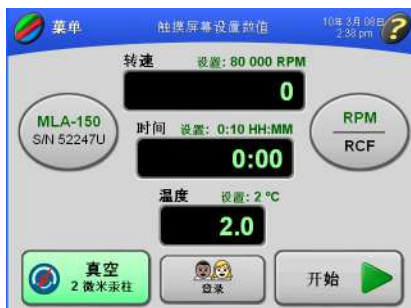 菜单
触摸屏幕设置数值
10年 3月 08日
2:38 pm
?
转速 设置: 80 000 RPM
0
MLA-150
S/N 52247U
时间 设置: 0:10 HH:MM
0:00
RPM
RCF
温度 设置: 2 ºC
2.0
真空
2 微米汞柱
登录
开始